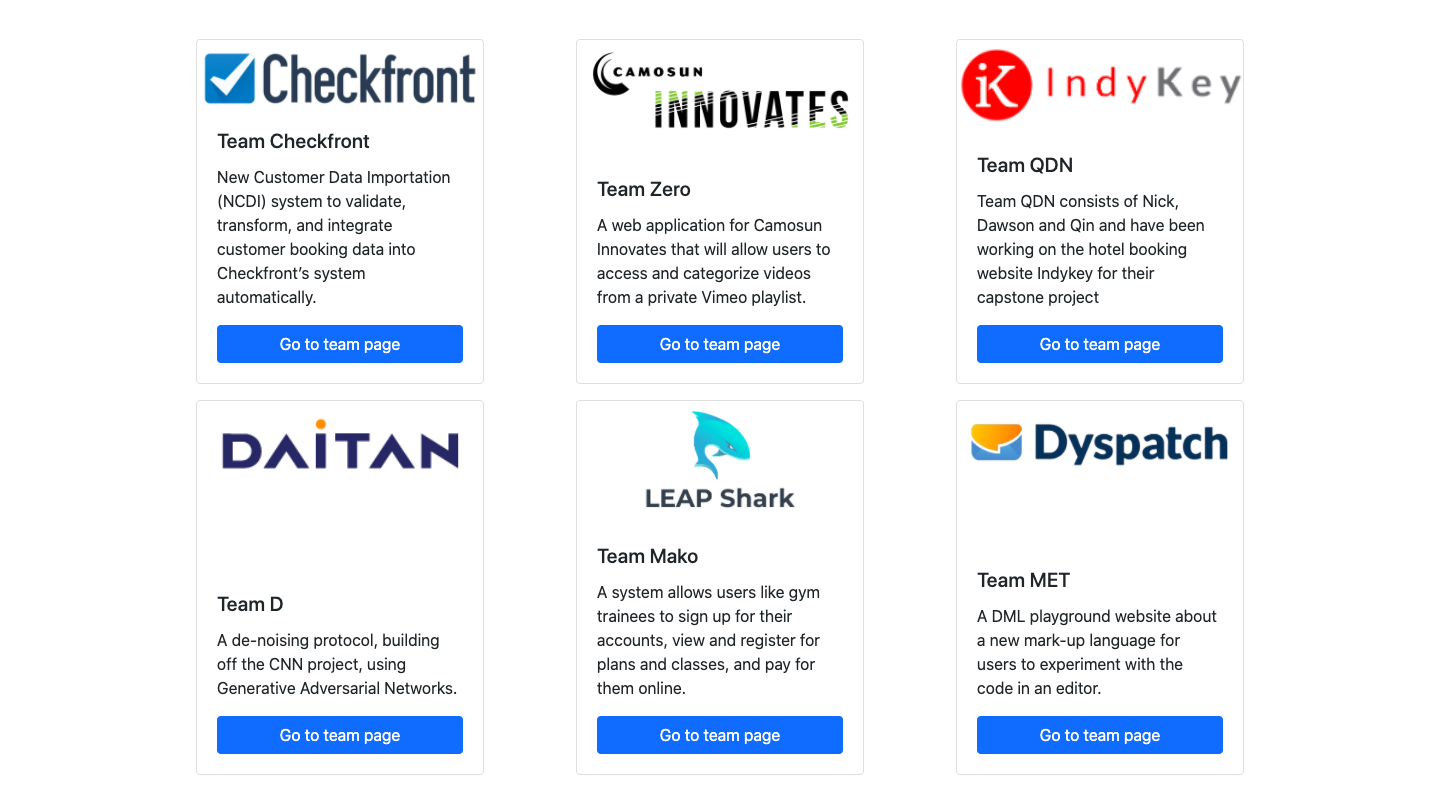 Checkfront
Team Checkfront
New Customer Data Importation
(NCDI) system to validate,
transform, and integrate
customer booking data into
Checkfront’s system
automatically.
Go to team page
CAMOSUN
INNOVATES
Team Zero
A web application for Camosun
Innovates that will allow users to
access and categorize videos
from a private Vimeo playlist.
Go to team page
iK IndyKey
Team QDN
Team QDN consists of Nick,
Dawson and Qin and have been
working on the hotel booking
website Indykey for their
capstone project
Go to team page
DAiTAN
Team D
A de-noising protocol, building
off the CNN project, using
Generative Adversarial Networks.
Go to team page
LEAP Shark
Team Mako
A system allows users like gym
trainees to sign up for their
accounts, view and register for
plans and classes, and pay for
them online.
Go to team page
Dyspatch
Team MET
A DML playground website about
a new mark-up language for
users to experiment with the
code in an editor.
Go to team page